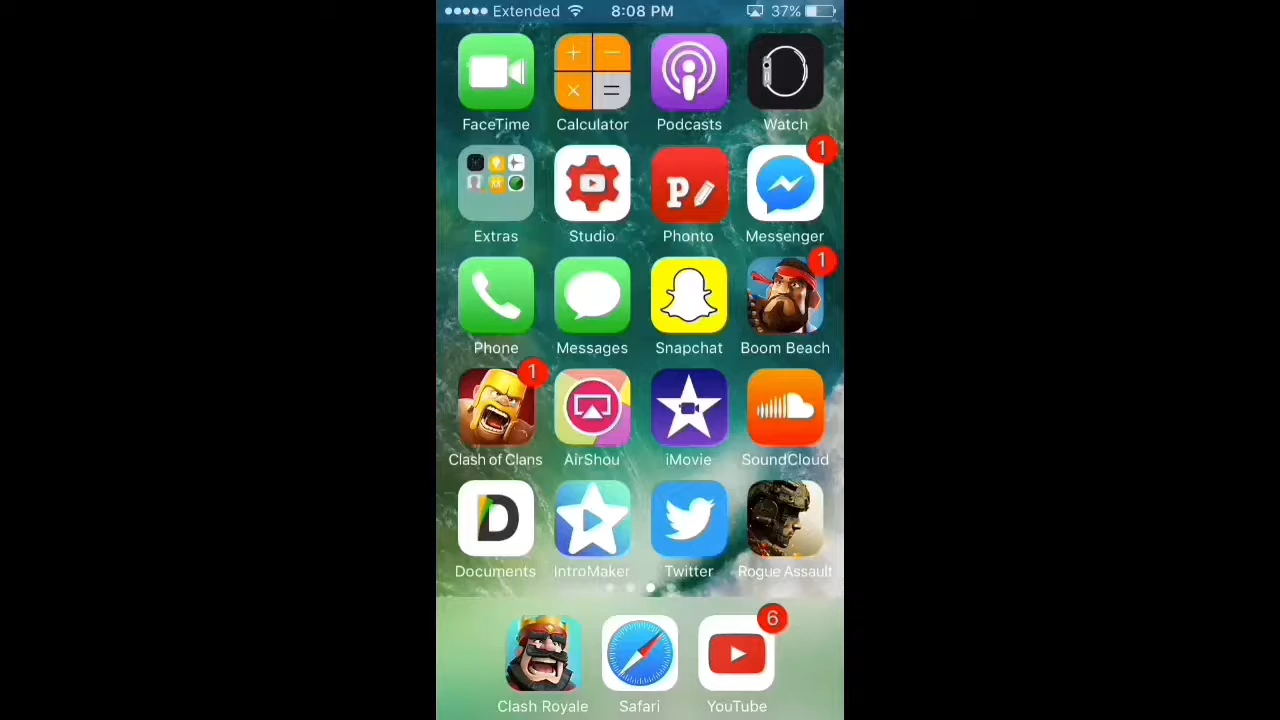 Extended 8:08 PM 37%
FaceTime Calculator Podcasts Watch
1
Extras Studio Phonto Messenger
1
Phone Messages Snapchat Boom Beach
1
Clash of Clans AirShou iMovie SoundCloud
D
Documents IntroMaker Twitter Rogue Assault
6
Clash Royale Safari YouTube